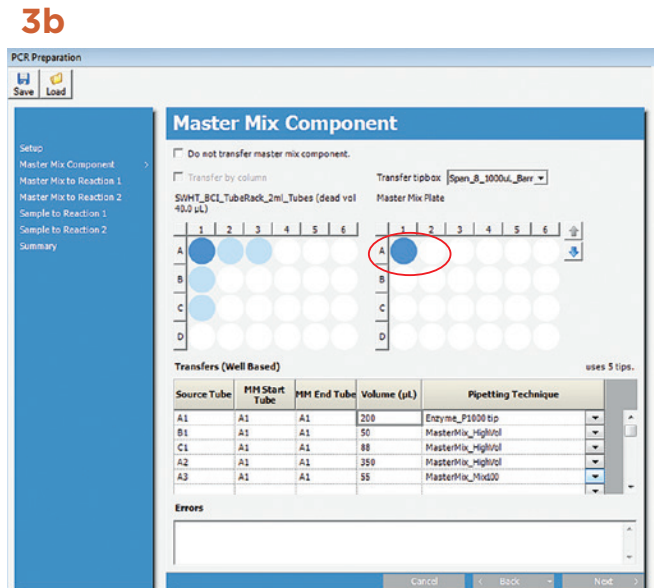 3b
PCR Preparation
Save Load
Setup
Master Mix Component >
Master Mix to Reaction 1
Master Mix to Reaction 2
Sample to Reaction 1
Sample to Reaction 2
Summary
Master Mix Component
Do not transfer master mix component.
Transfer by column
Transfer tipbox Span_8_1000uL_Barr
SWHT_BCI_TubeRack_2ml_Tubes (dead vol 40.0 µL)
Master Mix Plate
1 2 3 4 5 6
A
B
C
D
1 2 3 4 5 6
A
B
C
D
Transfers (Well Based) uses 5 tips.
Source Tube MM Start Tube MM End Tube Volume (µL) Pipetting Technique
A1 A1 A1 200 Enzyme_P1000tip
B1 A1 A1 50 MasterMix_HighVol
C1 A1 A1 88 MasterMix_HighVol
A2 A1 A1 350 MasterMix_HighVol
A3 A1 A1 55 MasterMix_Mix100
Errors
Cancel < Back Next >